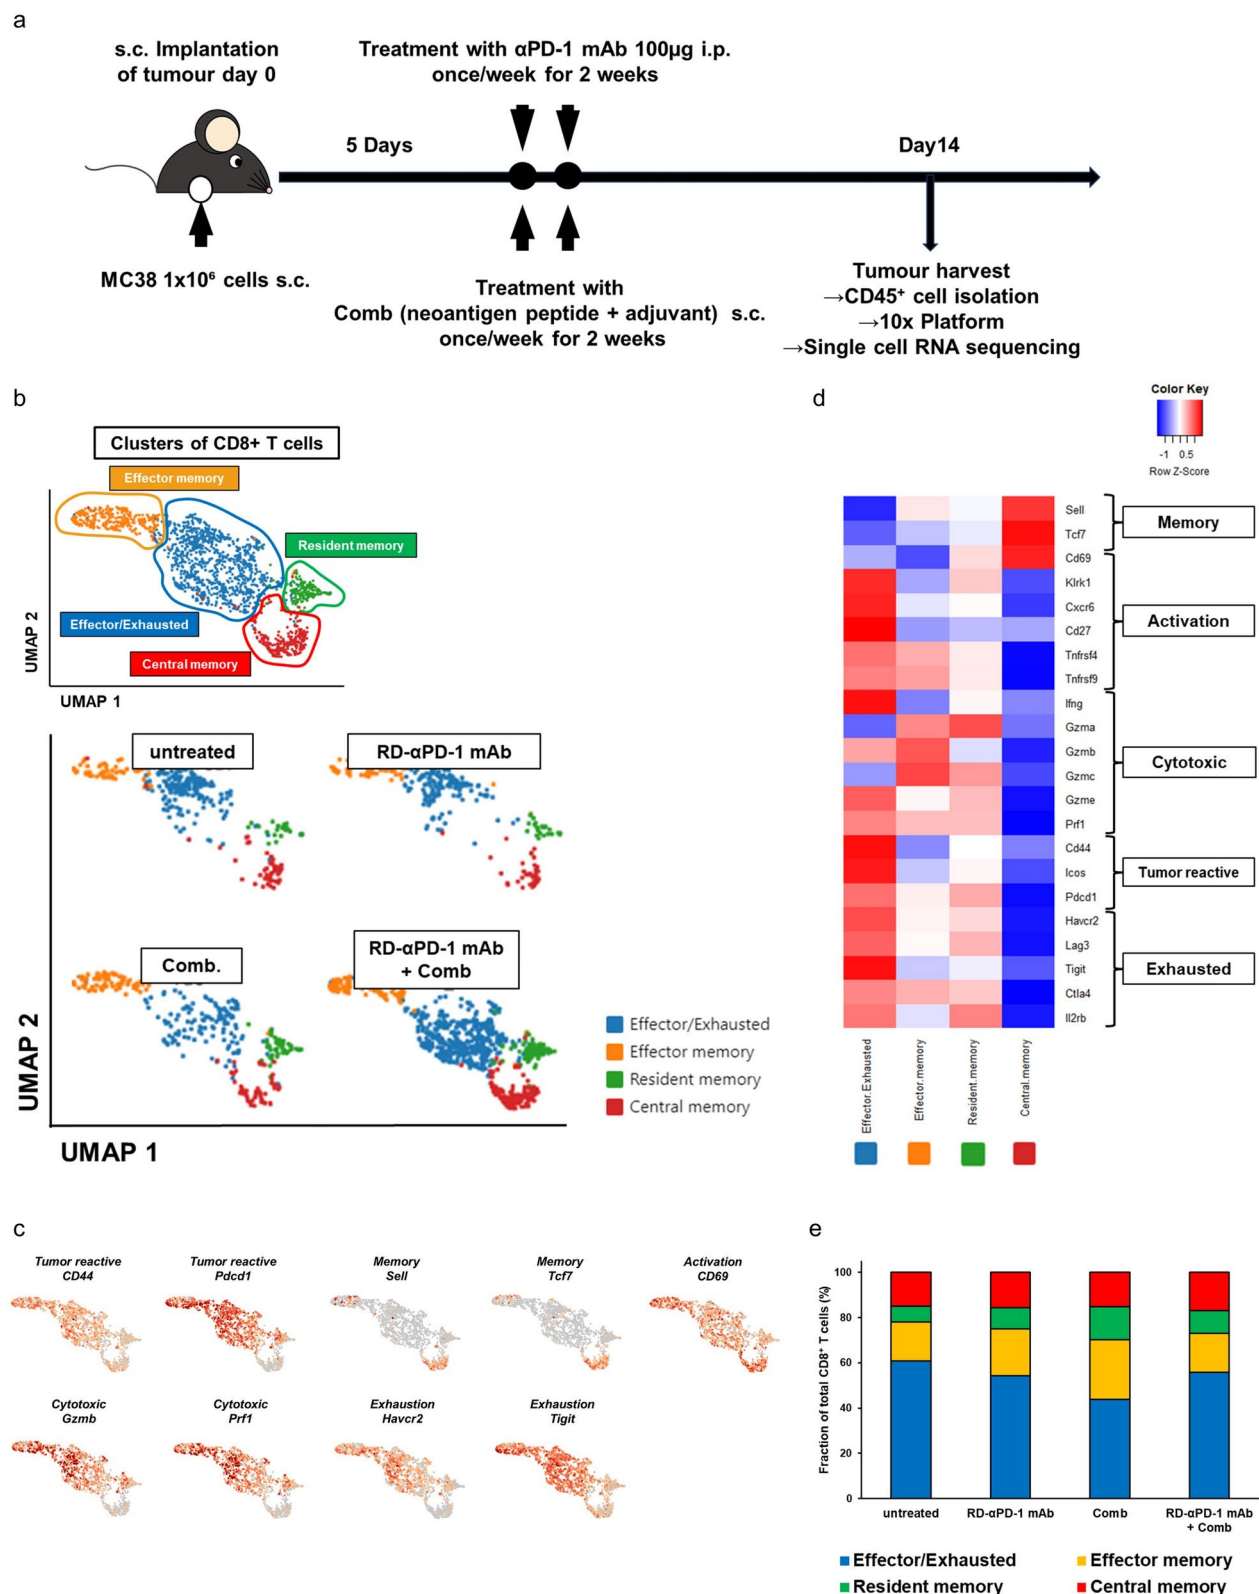 a
s.c. Implantation
of tumour day 0
Treatment with αPD-1 mAb 100μg i.p.
once/week for 2 weeks
5 Days
Day14
MC38 1x10⁶ cells s.c.
Treatment with
Comb (neoantigen peptide + adjuvant) s.c.
once/week for 2 weeks
Tumour harvest
→CD45⁺ cell isolation
→10x Platform
→Single cell RNA sequencing
b
Clusters of CD8+ T cells
Effector memory
Resident memory
Effector/Exhausted
Central memory
UMAP 2
UMAP 1
untreated
RD-αPD-1 mAb
Comb.
RD-αPD-1 mAb
+ Comb
UMAP 2
UMAP 1
Effector/Exhausted
Effector memory
Resident memory
Central memory
d
Color Key
-1 0.5
Row Z-Score
Sell
Tcf7
Cd69
Klrk1
Cxcr6
Cd27
Tnfrsf4
Tnfrsf9
Ifng
Gzma
Gzmb
Gzmc
Gzme
Prf1
Cd44
Icos
Pdcd1
Havcr2
Lag3
Tigit
Ctla4
Il2rb
Memory
Activation
Cytotoxic
Tumor reactive
Exhausted
Effector.Exhausted
Effector.memory
Resident.memory
Central.memory
c
Tumor reactive
CD44
Tumor reactive
Pdcd1
Memory
Sell
Memory
Tcf7
Activation
CD69
Cytotoxic
Gzmb
Cytotoxic
Prf1
Exhaustion
Havcr2
Exhaustion
Tigit
e
Fraction of total CD8⁺ T cells (%)
100
80
60
40
20
0
untreated
RD-αPD-1 mAb
Comb
RD-αPD-1 mAb
+ Comb
Effector/Exhausted
Effector memory
Resident memory
Central memory